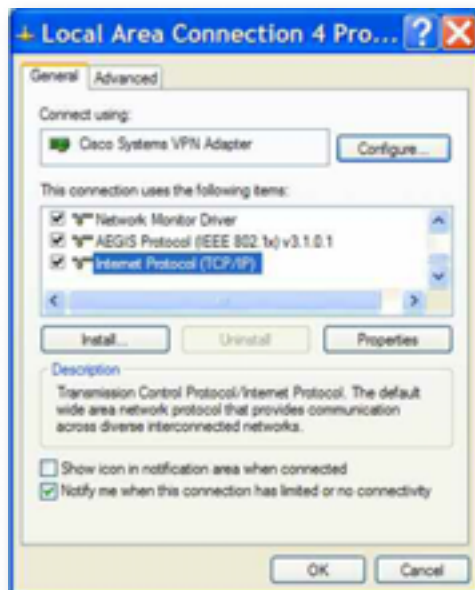 Local Area Connection 4 Pro...
General Advanced
Connect using:
Cisco Systems VPN Adapter Configure...
This connection uses the following items:
Network Monitor Driver
AEGIS Protocol (IEEE 802.1x) v3.1.0.1
Internet Protocol (TCP/IP)
Install... Uninstall Properties
Description
Transmission Control Protocol/Internet Protocol. The default
wide area network protocol that provides communication
across diverse interconnected networks.
Show icon in notification area when connected
Notify me when this connection has limited or no connectivity
OK Cancel